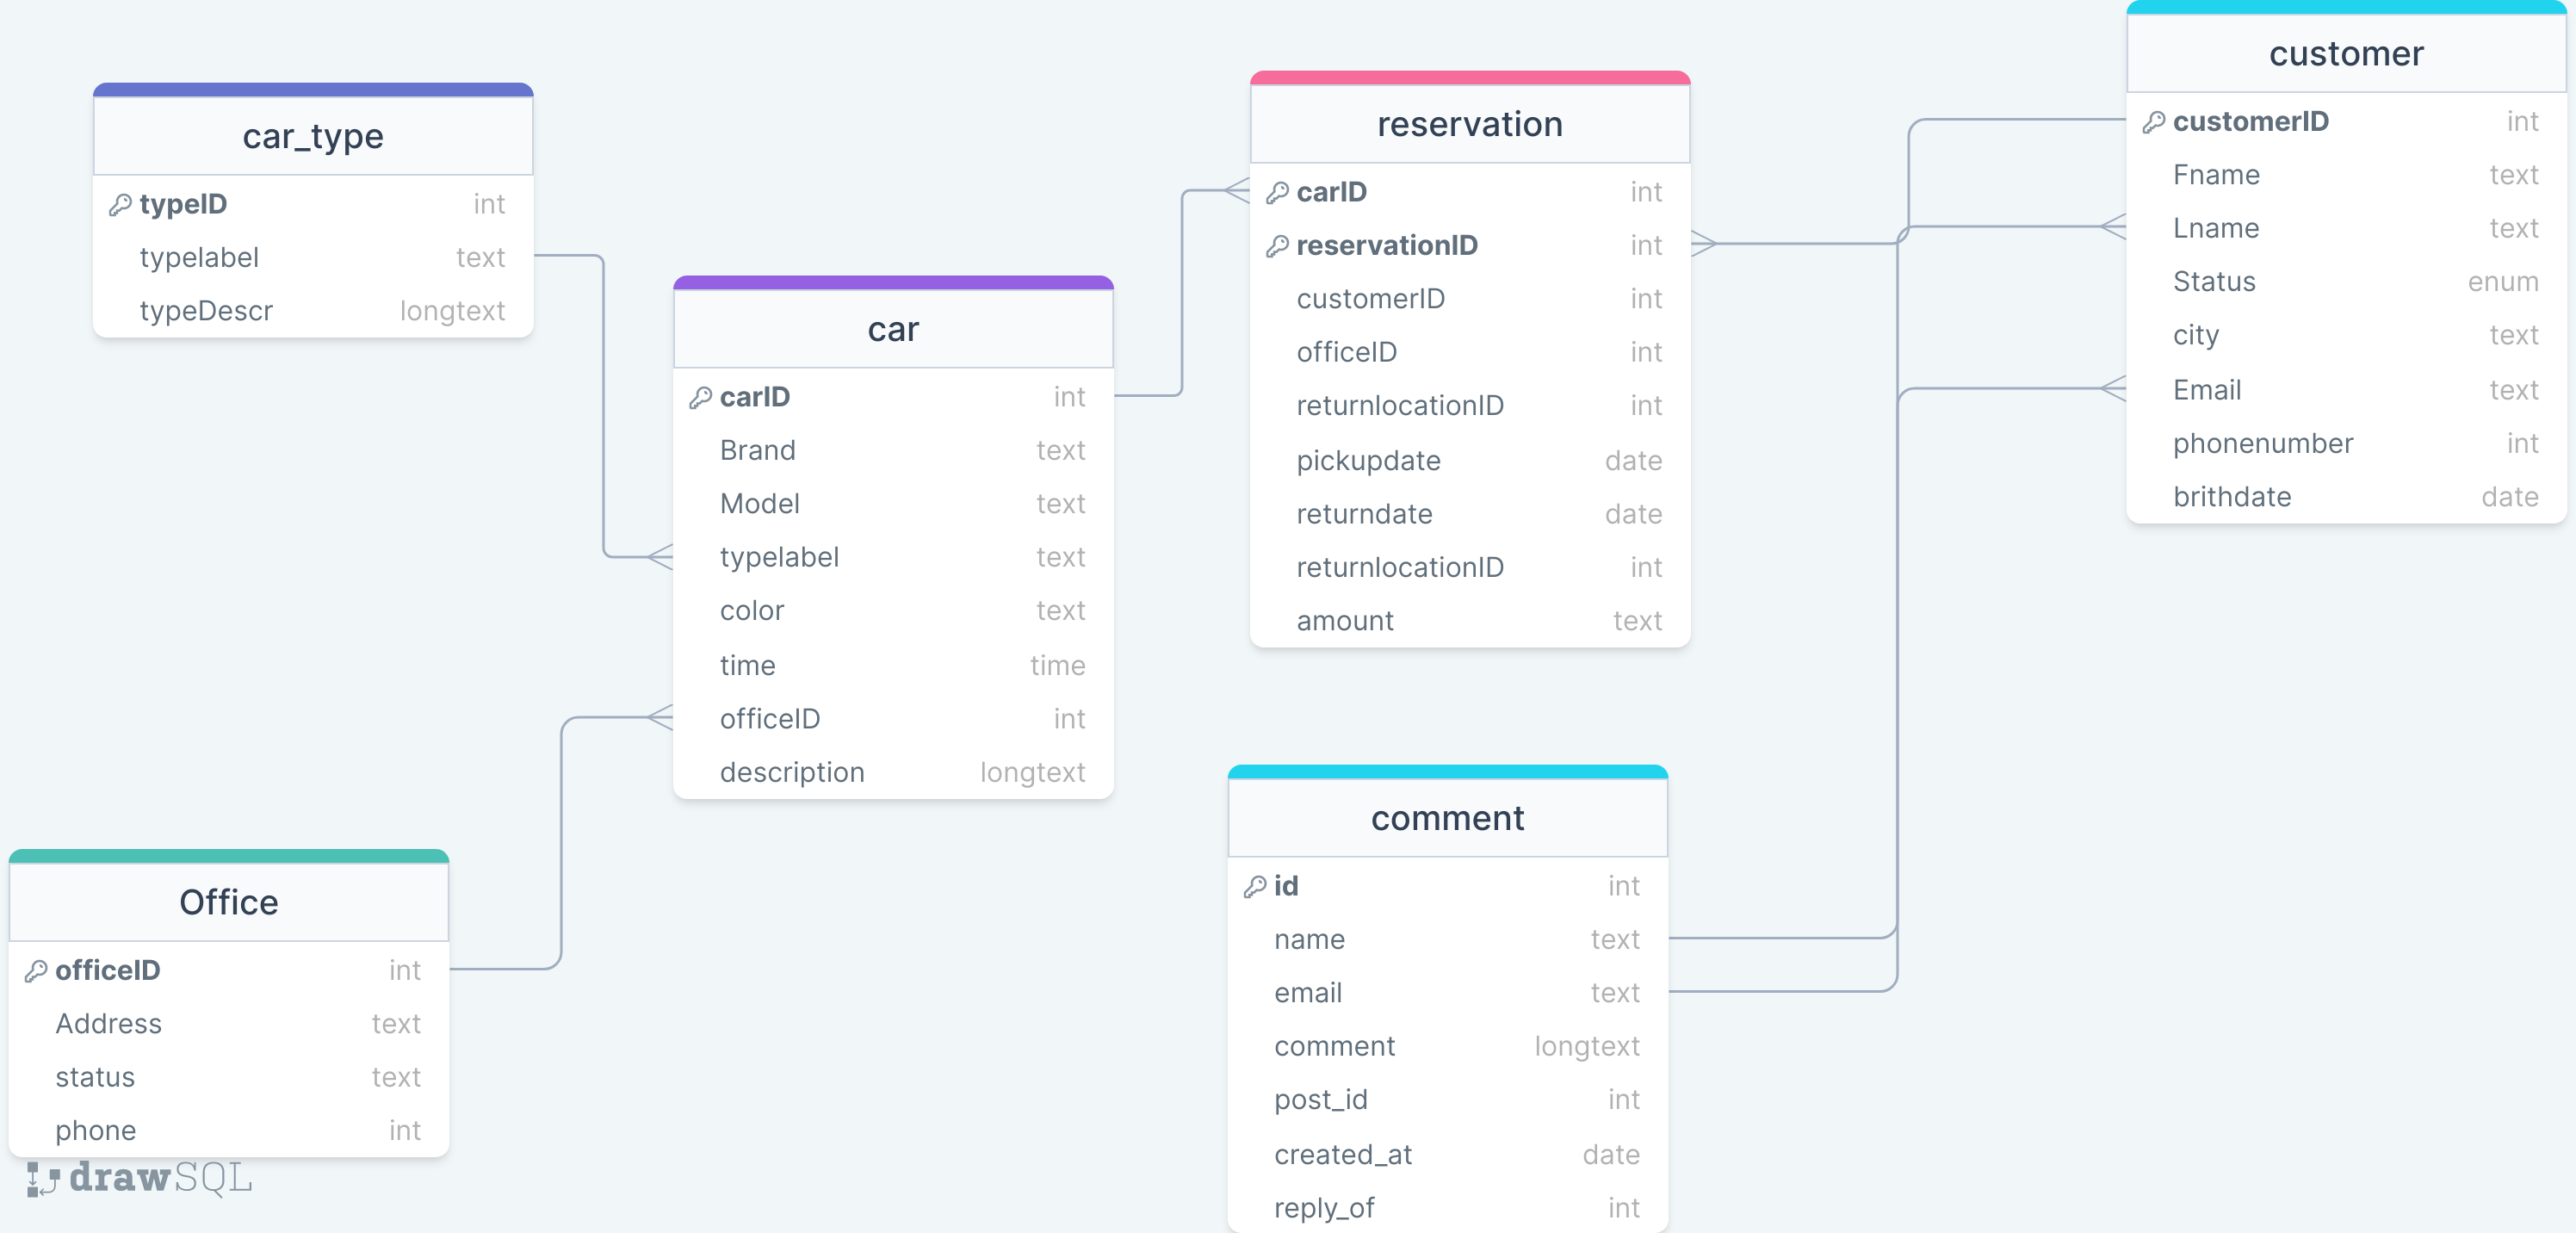 car_type
typeID int
typelabel text
typeDescr longtext
car
carID int
Brand text
Model text
typelabel text
color text
time time
officeID int
description longtext
Office
officeID int
Address text
status text
phone int
reservation
carID int
reservationID int
customerID int
officeID int
returnlocationID int
pickupdate date
returndate date
returnlocationID int
amount text
comment
id int
name text
email text
comment longtext
post_id int
created_at date
reply_of int
customer
customerID int
Fname text
Lname text
Status enum
city text
Email text
phonenumber int
brithdate date
drawSQL